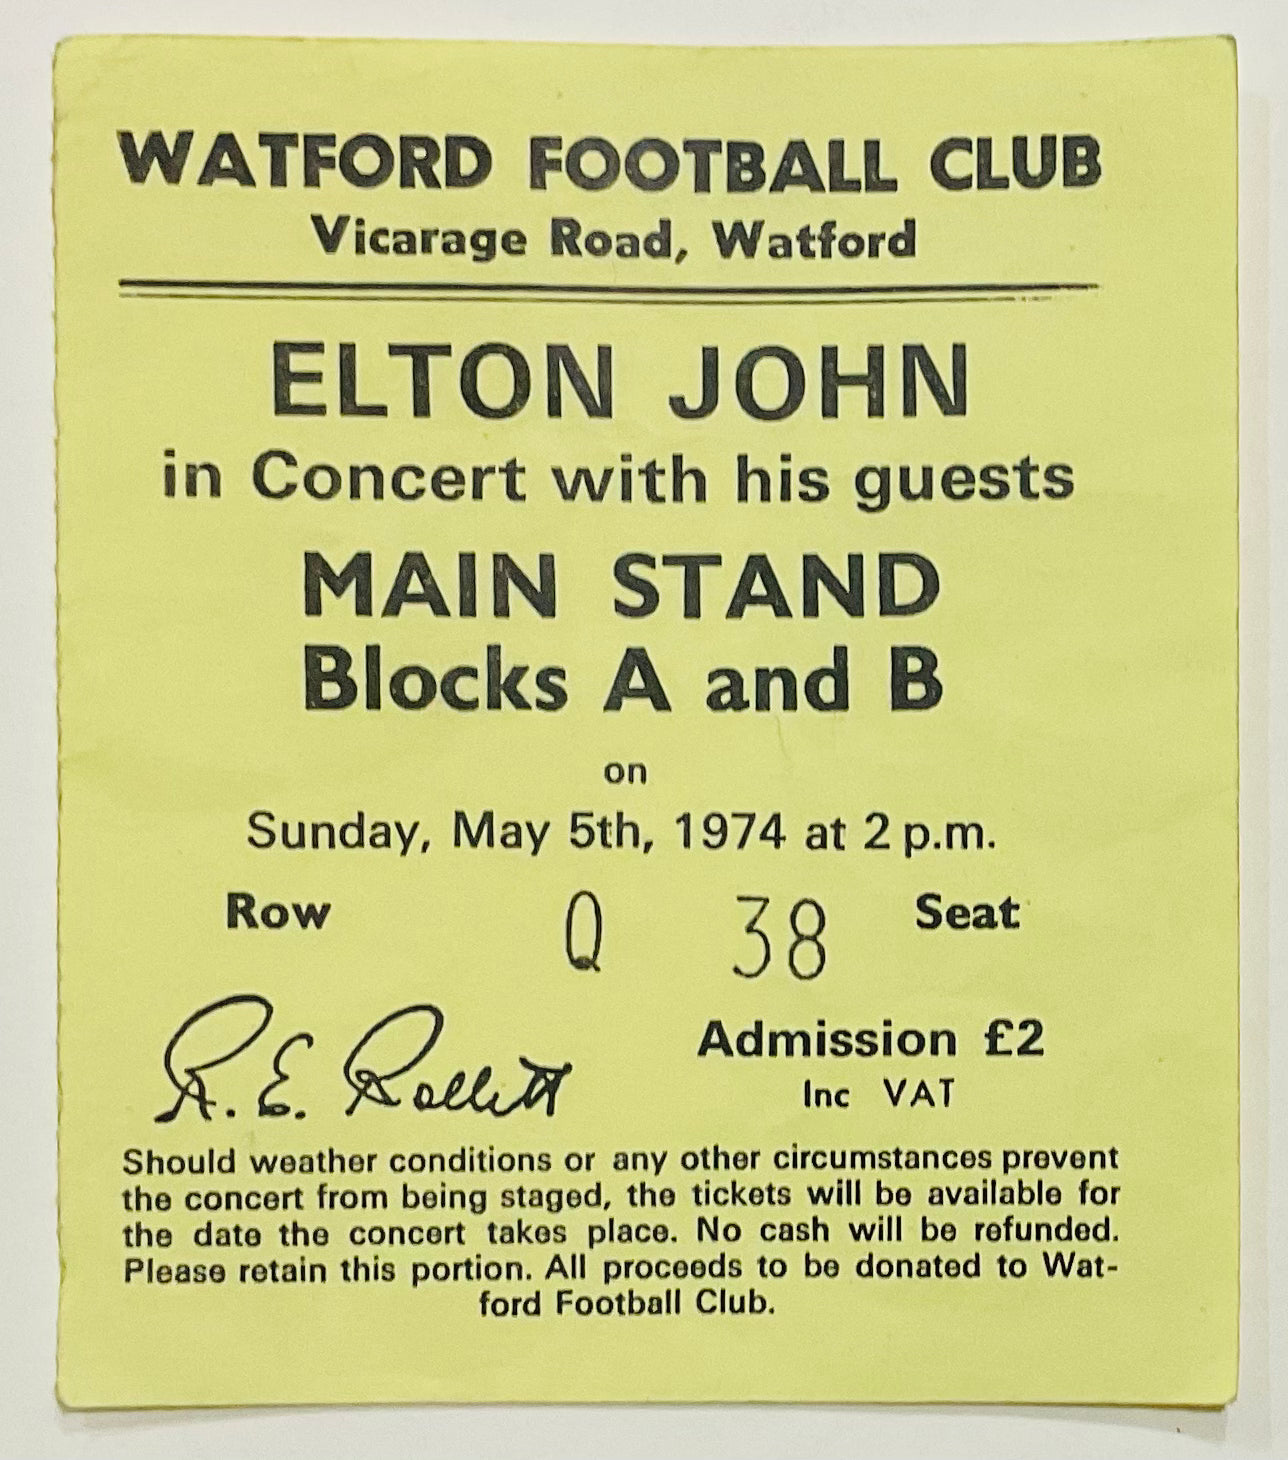 WATFORD FOOTBALL CLUB
Vicarage Road, Watford
ELTON JOHN
in Concert with his guests
MAIN STAND
Blocks A and B
on
Sunday, May 5th, 1974 at 2 p.m.
Row Q 38 Seat
R. E. Rollitt
Admission £2
Inc VAT
Should weather conditions or any other circumstances prevent
the concert from being staged, the tickets will be available for
the date the concert takes place. No cash will be refunded.
Please retain this portion. All proceeds to be donated to Wat-
ford Football Club.